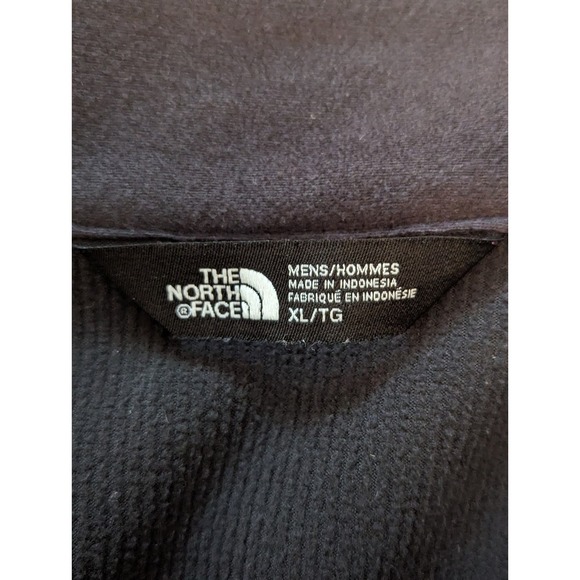 THE
NORTH
®FACE
MENS/HOMMES
MADE IN INDONESIA
FABRIQUÉ EN INDONÉSIE
XL/TG